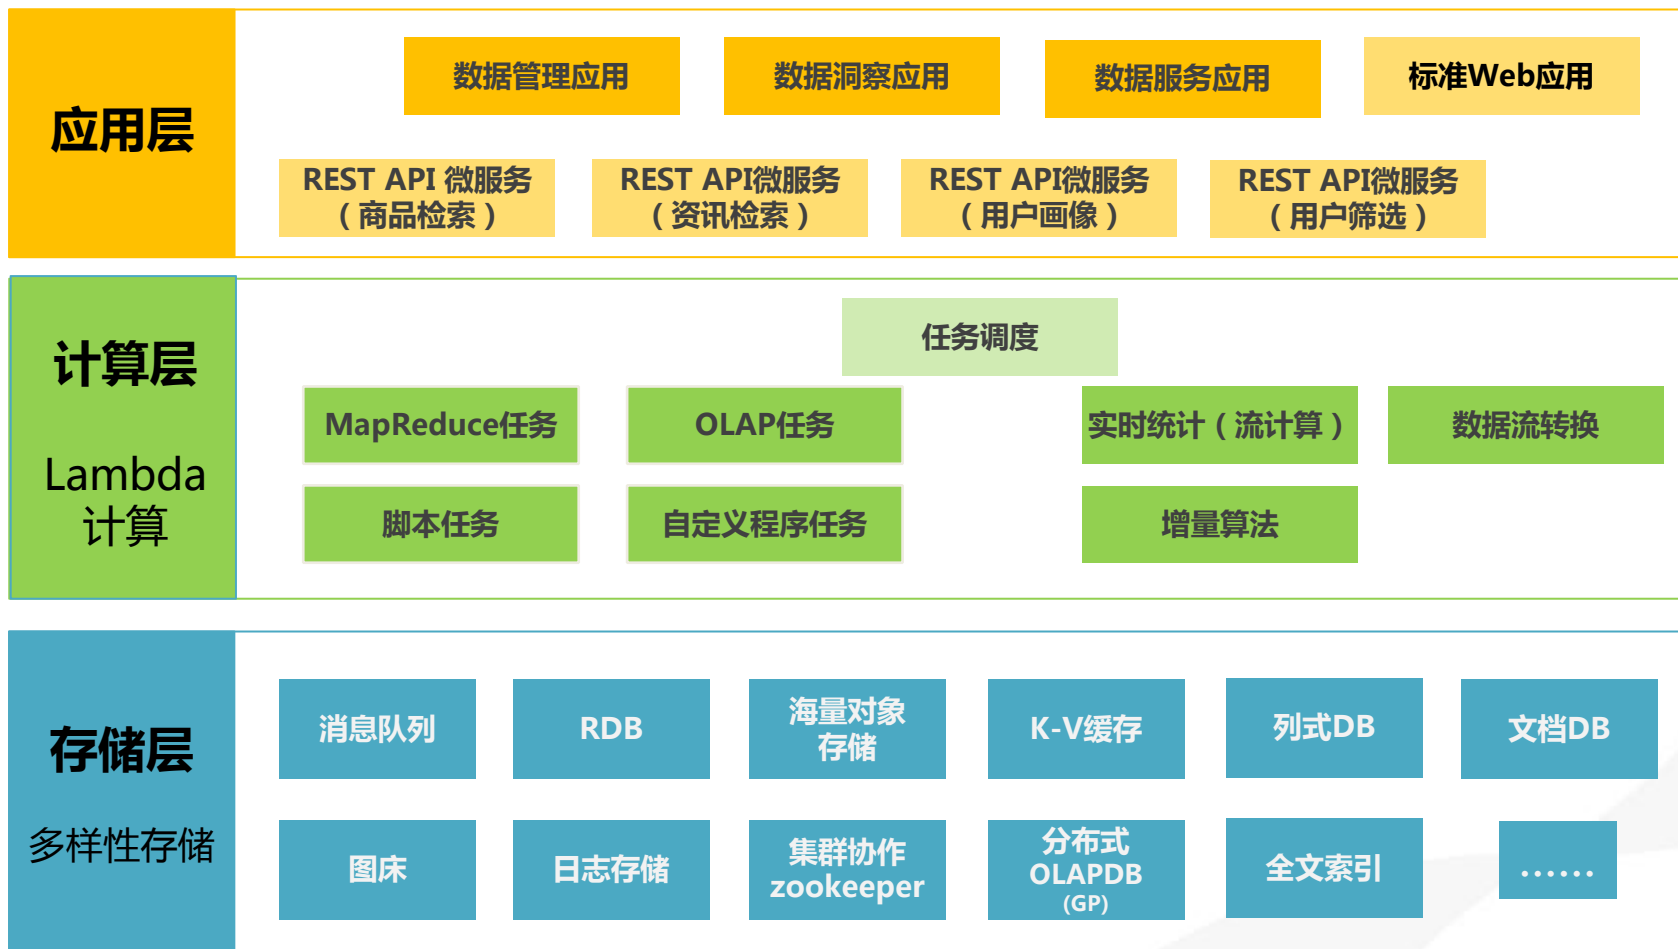 应用层
数据管理应用
数据洞察应用
数据服务应用
标准Web应用
REST API 微服务
（商品检索）
REST API微服务
（资讯检索）
REST API微服务
（用户画像）
REST API微服务
（用户筛选）
计算层
Lambda
计算
任务调度
MapReduce任务
OLAP任务
实时统计（流计算）
数据流转换
脚本任务
自定义程序任务
增量算法
存储层
多样性存储
消息队列
RDB
海量对象
存储
K-V缓存
列式DB
文档DB
图床
日志存储
集群协作
zookeeper
分布式
OLAPDB
(GP)
全文索引
……